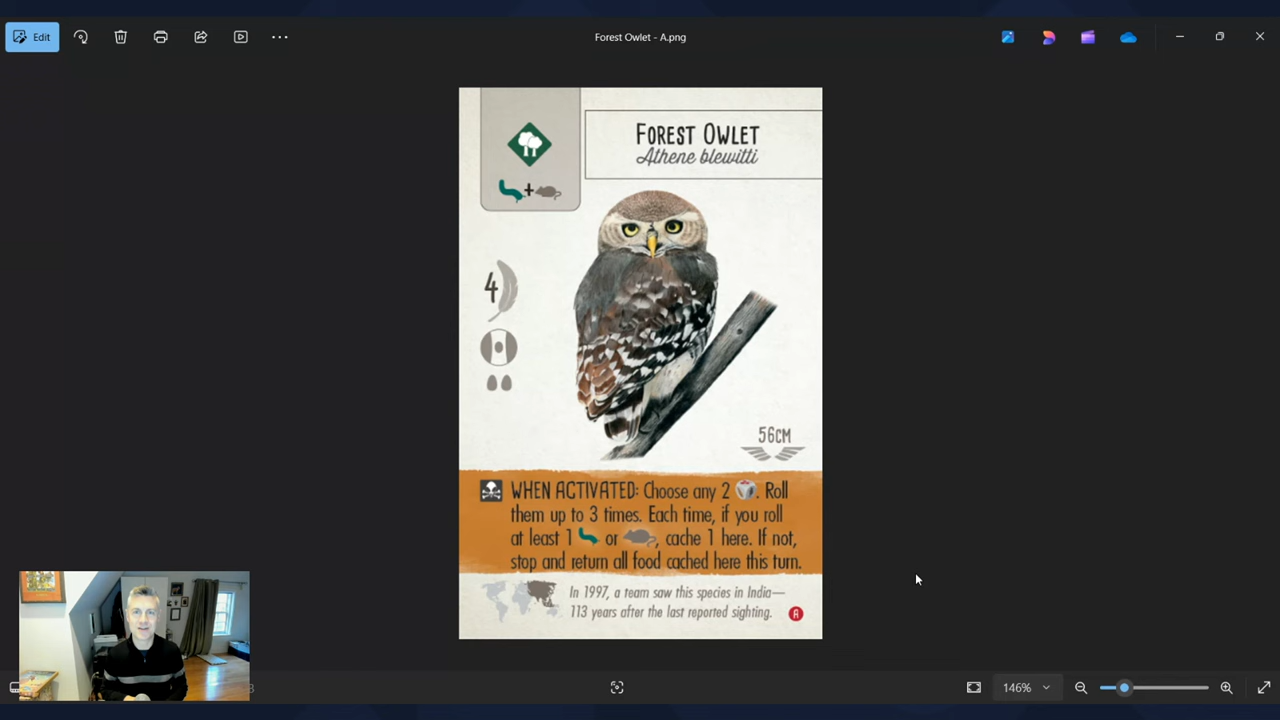 Edit
Forest Owlet - A.png
FOREST OWLET
Athene blewitti
4
56CM
WHEN ACTIVATED: Choose any 2 . Roll
them up to 3 times. Each time, if you roll
at least 1 or , cache 1 here. If not,
stop and return all food cached here this turn.
In 1997, a team saw this species in India—
113 years after the last reported sighting.
A
146%